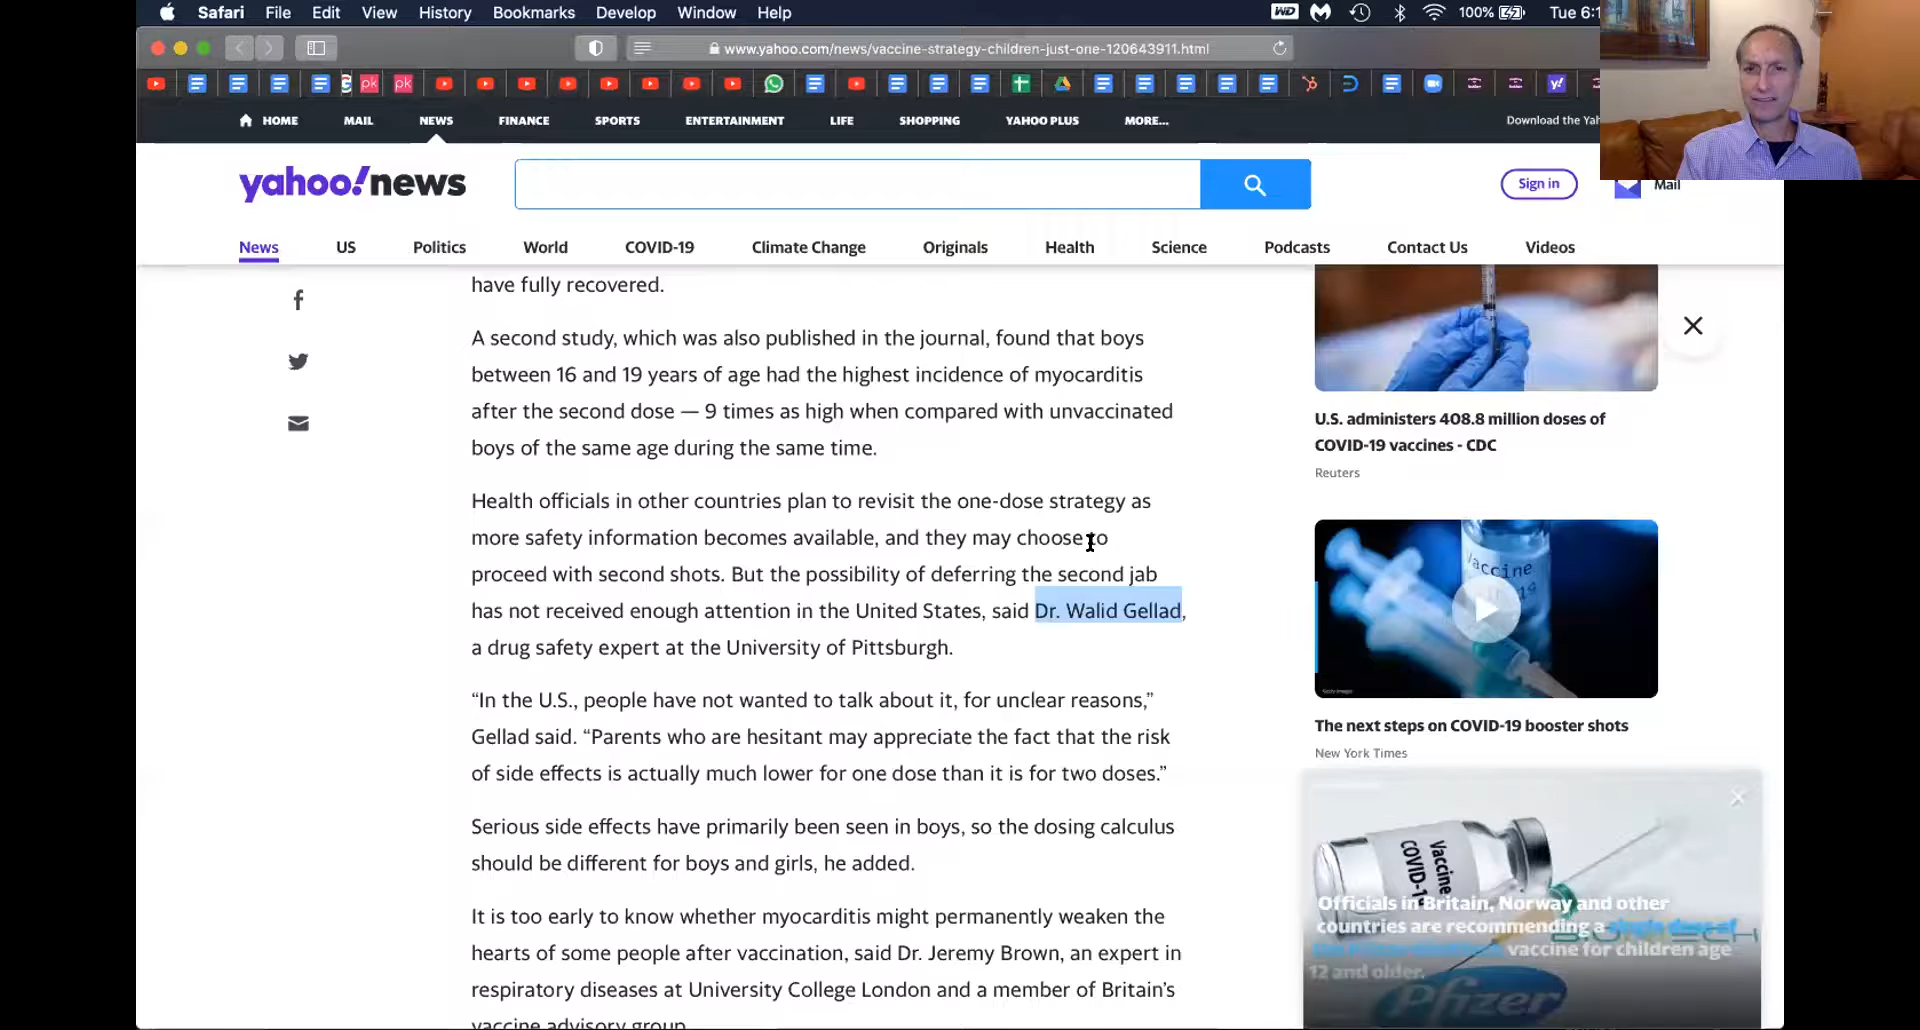 Safari File Edit View History Bookmarks Develop Window Help
WD
100%
Tue 6:1
www.yahoo.com/news/vaccine-strategy-children-just-one-120643911.html
HOME MAIL NEWS FINANCE SPORTS ENTERTAINMENT LIFE SHOPPING YAHOO PLUS MORE...
Download the Ya
yahoo!news
Sign in
Mail
News US Politics World COVID-19 Climate Change Originals Health Science Podcasts Contact Us Videos
have fully recovered.
A second study, which was also published in the journal, found that boys
between 16 and 19 years of age had the highest incidence of myocarditis
after the second dose — 9 times as high when compared with unvaccinated
boys of the same age during the same time.
Health officials in other countries plan to revisit the one-dose strategy as
more safety information becomes available, and they may choose to
proceed with second shots. But the possibility of deferring the second jab
has not received enough attention in the United States, said Dr. Walid Gellad,
a drug safety expert at the University of Pittsburgh.
“In the U.S., people have not wanted to talk about it, for unclear reasons,”
Gellad said. “Parents who are hesitant may appreciate the fact that the risk
of side effects is actually much lower for one dose than it is for two doses.”
Serious side effects have primarily been seen in boys, so the dosing calculus
should be different for boys and girls, he added.
It is too early to know whether myocarditis might permanently weaken the
hearts of some people after vaccination, said Dr. Jeremy Brown, an expert in
respiratory diseases at University College London and a member of Britain’s
vaccine advisory group.
U.S. administers 408.8 million doses of
COVID-19 vaccines - CDC
Reuters
Vaccine
The next steps on COVID-19 booster shots
New York Times
Vaccine
COVID-1
Officials in Britain, Norway and other
countries are recommending a single dose of
vaccine for children age
12 and older.
Pfizer